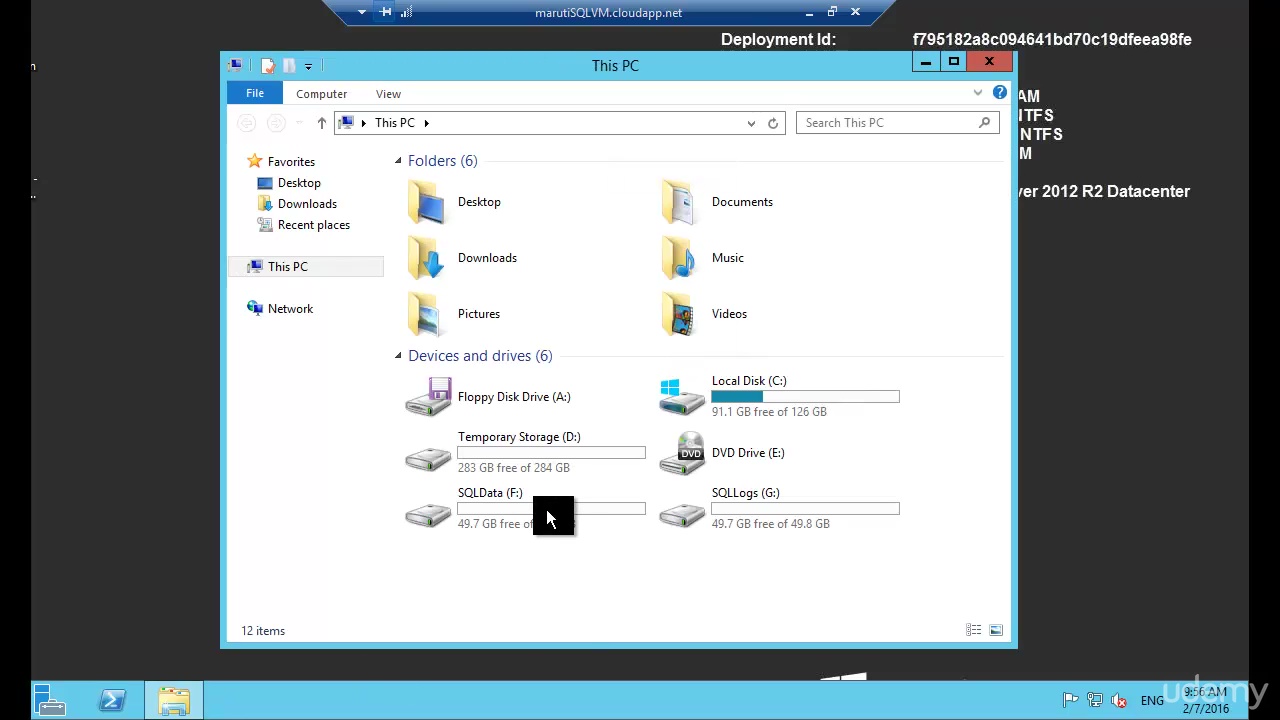 marutiSQLVM.cloudapp.net
Deployment Id: f795182a8c094641bd70c19dfeea98fe
This PC
File Computer View
AM
NTFS
NTFS
M
ver 2012 R2 Datacenter
This PC
Search This PC
Favorites
Desktop
Downloads
Recent places
This PC
Network
Folders (6)
Desktop
Documents
Downloads
Music
Pictures
Videos
Devices and drives (6)
Floppy Disk Drive (A:)
Local Disk (C:)
91.1 GB free of 126 GB
Temporary Storage (D:)
283 GB free of 284 GB
DVD Drive (E:)
DVD
SQLData (F:)
49.7 GB free o
SQLLogs (G:)
49.7 GB free of 49.8 GB
12 items
ENG
9:56 AM
2/7/2016
udemy